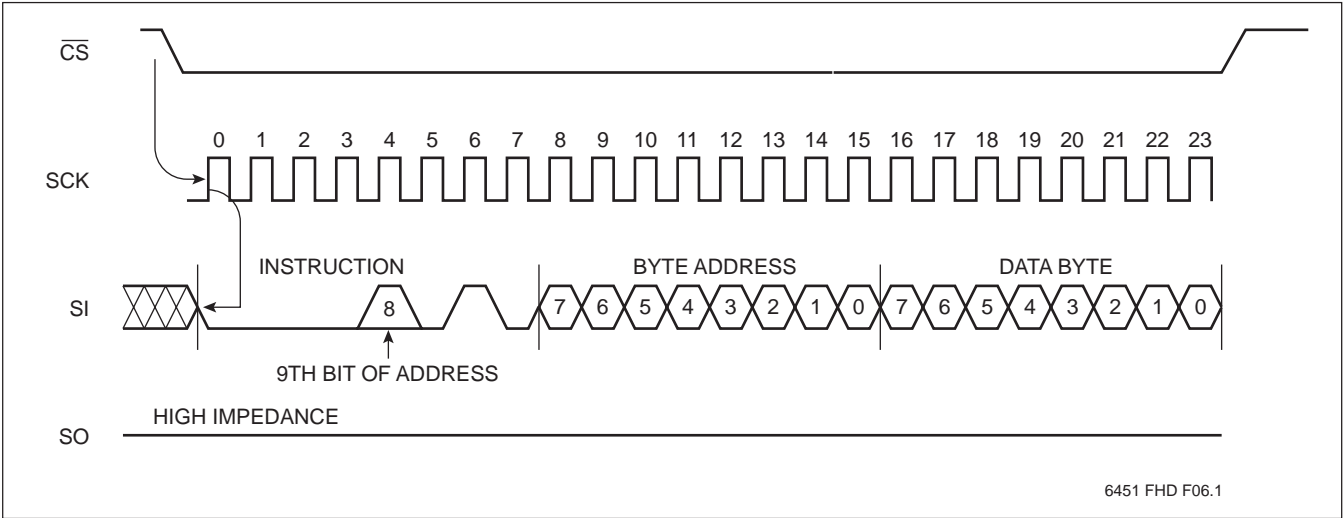 CS
0 1 2 3 4 5 6 7 8 9 10 11 12 13 14 15 16 17 18 19 20 21 22 23
SCK
INSTRUCTION BYTE ADDRESS DATA BYTE
SI 8 7 6 5 4 3 2 1 0 7 6 5 4 3 2 1 0
9TH BIT OF ADDRESS
HIGH IMPEDANCE
SO
6451 FHD F06.1